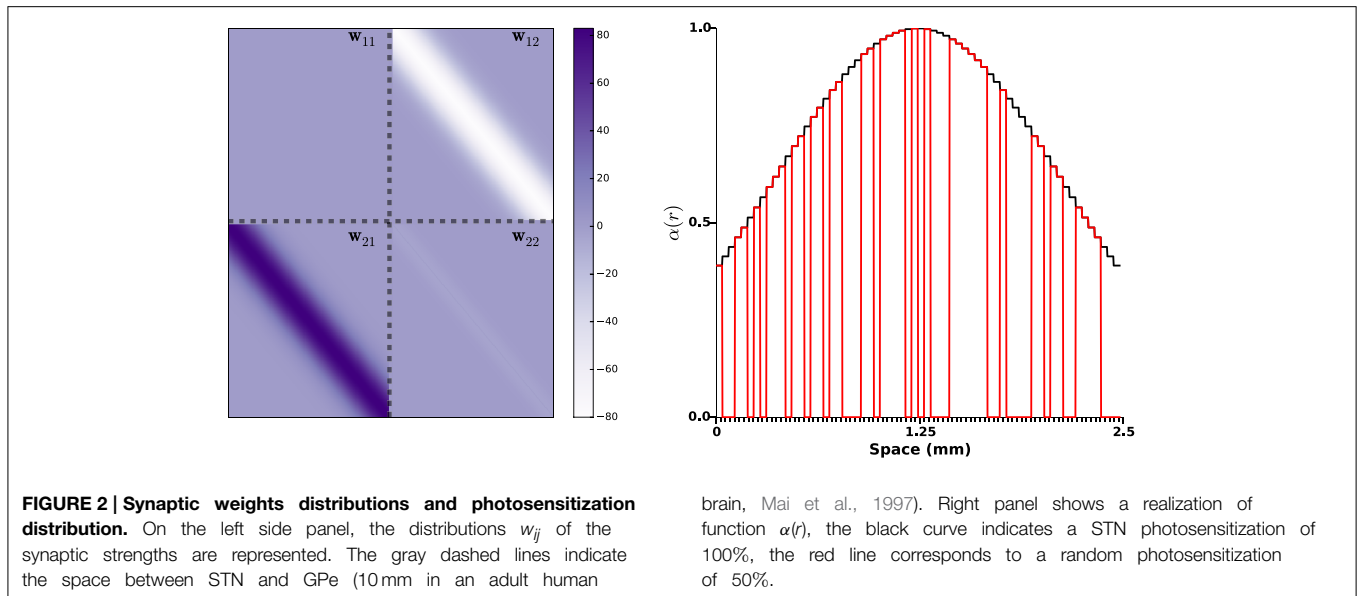 w11
w12
w21
w22
80
60
40
20
0
−20
−40
−60
−80
1.0
0.5
0.0
α(r)
0
1.25
2.5
Space (mm)
FIGURE 2 | Synaptic weights distributions and photosensitization
distribution. On the left side panel, the distributions wij of the
synaptic strengths are represented. The gray dashed lines indicate
the space between STN and GPe (10 mm in an adult human
brain, Mai et al., 1997). Right panel shows a realization of
function α(r), the black curve indicates a STN photosensitization of
100%, the red line corresponds to a random photosensitization
of 50%.